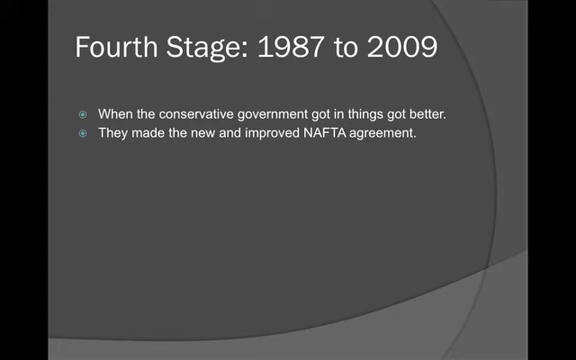 Fourth Stage: 1987 to 2009
When the conservative government got in things got better.
They made the new and improved NAFTA agreement.